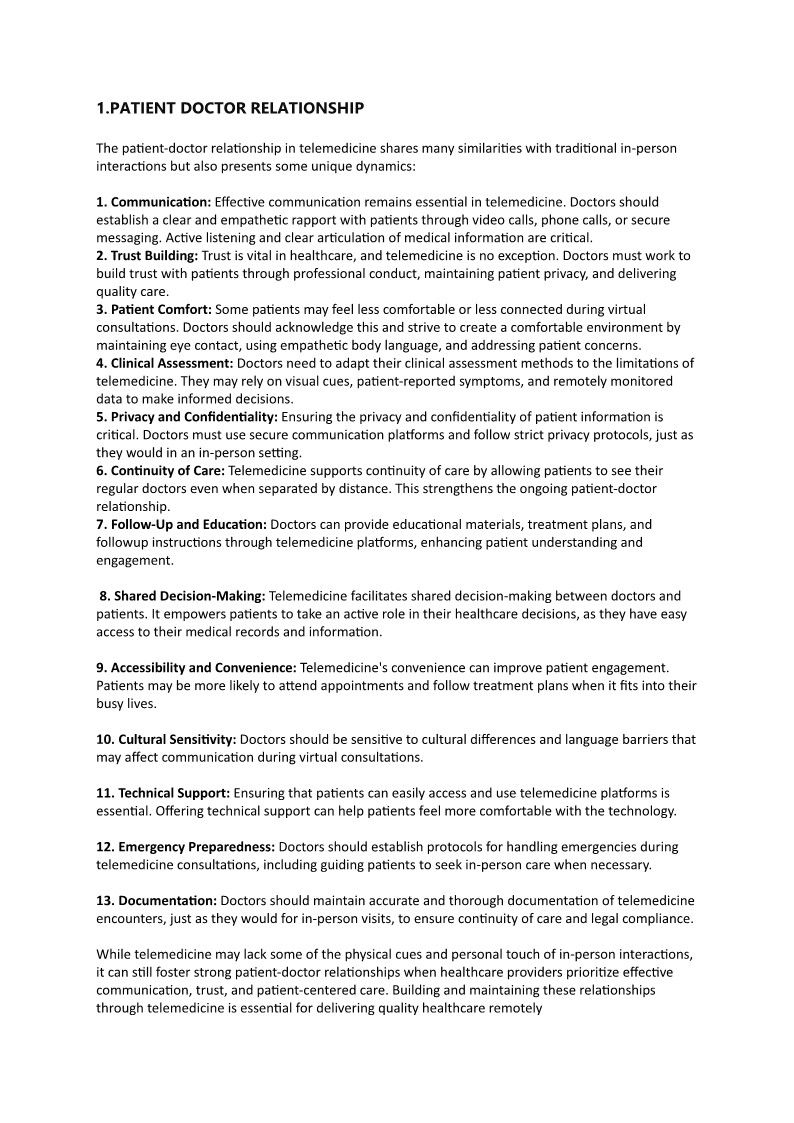 1.PATIENT DOCTOR RELATIONSHIP
The patient-doctor relationship in telemedicine shares many similarities with traditional in-person
interactions but also presents some unique dynamics:
1. Communication: Effective communication remains essential in telemedicine. Doctors should
establish a clear and empathetic rapport with patients through video calls, phone calls, or secure
messaging. Active listening and clear articulation of medical information are critical.
2. Trust Building: Trust is vital in healthcare, and telemedicine is no exception. Doctors must work to
build trust with patients through professional conduct, maintaining patient privacy, and delivering
quality care.
3. Patient Comfort: Some patients may feel less comfortable or less connected during virtual
consultations. Doctors should acknowledge this and strive to create a comfortable environment by
maintaining eye contact, using empathetic body language, and addressing patient concerns.
4. Clinical Assessment: Doctors need to adapt their clinical assessment methods to the limitations of
telemedicine. They may rely on visual cues, patient-reported symptoms, and remotely monitored
data to make informed decisions.
5. Privacy and Confidentiality: Ensuring the privacy and confidentiality of patient information is
critical. Doctors must use secure communication platforms and follow strict privacy protocols, just as
they would in an in-person setting.
6. Continuity of Care: Telemedicine supports continuity of care by allowing patients to see their
regular doctors even when separated by distance. This strengthens the ongoing patient-doctor
relationship.
7. Follow-Up and Education: Doctors can provide educational materials, treatment plans, and
followup instructions through telemedicine platforms, enhancing patient understanding and
engagement.
8. Shared Decision-Making: Telemedicine facilitates shared decision-making between doctors and
patients. It empowers patients to take an active role in their healthcare decisions, as they have easy
access to their medical records and information.
9. Accessibility and Convenience: Telemedicine's convenience can improve patient engagement.
Patients may be more likely to attend appointments and follow treatment plans when it fits into their
busy lives.
10. Cultural Sensitivity: Doctors should be sensitive to cultural differences and language barriers that
may affect communication during virtual consultations.
11. Technical Support: Ensuring that patients can easily access and use telemedicine platforms is
essential. Offering technical support can help patients feel more comfortable with the technology.
12. Emergency Preparedness: Doctors should establish protocols for handling emergencies during
telemedicine consultations, including guiding patients to seek in-person care when necessary.
13. Documentation: Doctors should maintain accurate and thorough documentation of telemedicine
encounters, just as they would for in-person visits, to ensure continuity of care and legal compliance.
While telemedicine may lack some of the physical cues and personal touch of in-person interactions,
it can still foster strong patient-doctor relationships when healthcare providers prioritize effective
communication, trust, and patient-centered care. Building and maintaining these relationships
through telemedicine is essential for delivering quality healthcare remotely